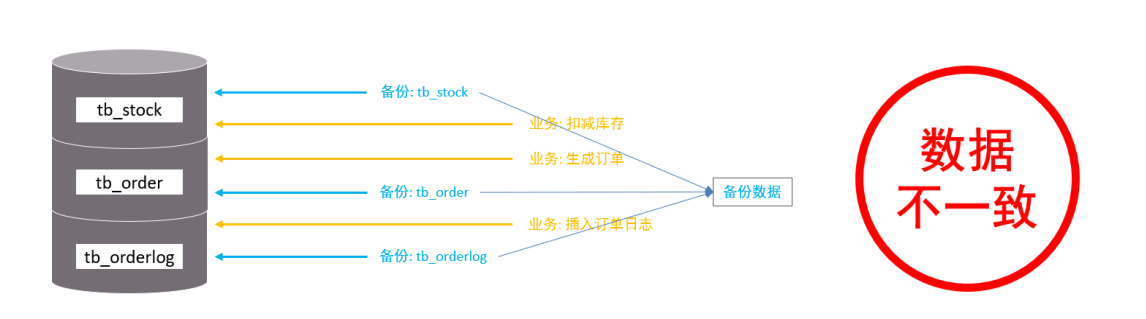 tb_stock
tb_order
tb_orderlog
备份: tb_stock
业务: 扣减库存
业务: 生成订单
备份: tb_order
业务: 插入订单日志
备份: tb_orderlog
备份数据
数据
不一致